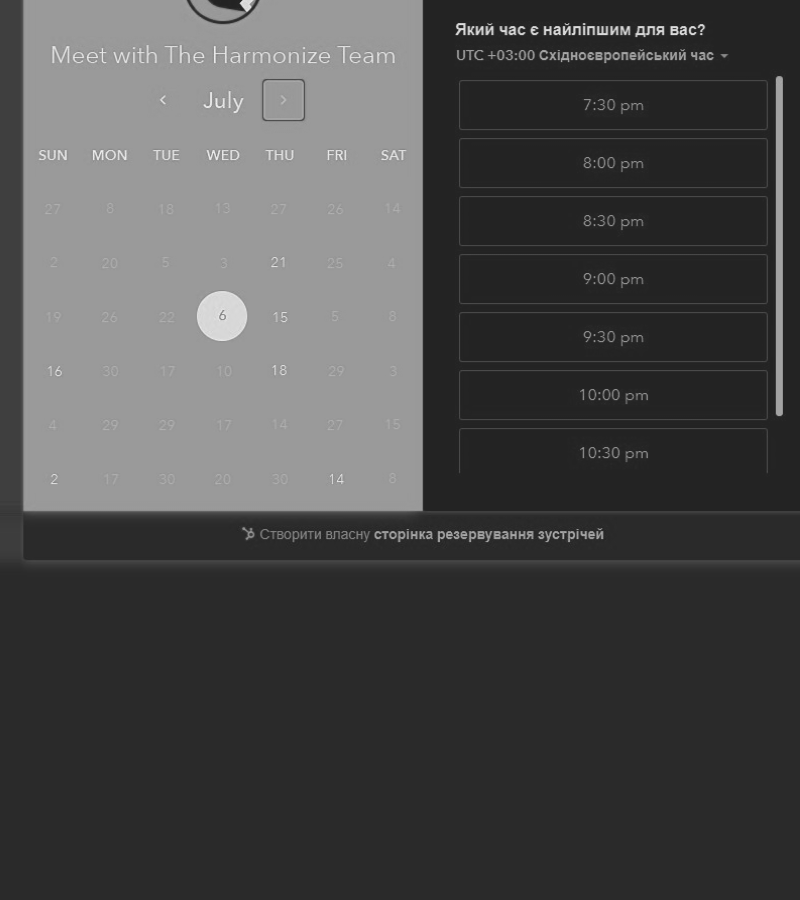 Meet with The Harmonize Team
July
SUN MON TUE WED THU FRI SAT
27 8 18 13 27 26 14
2 20 5 3 21 25 4
19 26 22 6 15 5 8
16 30 17 10 18 29 3
4 29 29 17 14 27 15
2 17 30 20 30 14 8
Який час є найліпшим для вас?
UTC +03:00 Східноєвропейський час
7:30 pm
8:00 pm
8:30 pm
9:00 pm
9:30 pm
10:00 pm
10:30 pm
Створити власну сторінка резервування зустрічей